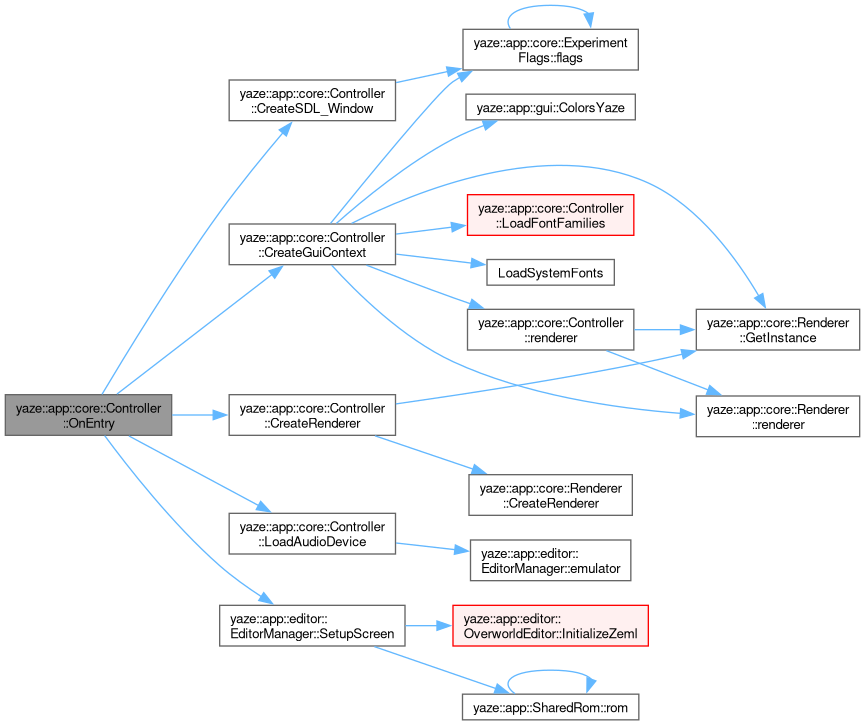 yaze::app::core::Experiment
Flags::flags
yaze::app::core::Controller
::CreateSDL_Window
yaze::app::gui::ColorsYaze
yaze::app::core::Controller
::LoadFontFamilies
yaze::app::core::Controller
::CreateGuiContext
LoadSystemFonts
yaze::app::core::Controller
::renderer
yaze::app::core::Renderer
::GetInstance
yaze::app::core::Controller
::OnEntry
yaze::app::core::Controller
::CreateRenderer
yaze::app::core::Renderer
::renderer
yaze::app::core::Renderer
::CreateRenderer
yaze::app::core::Controller
::LoadAudioDevice
yaze::app::editor::
EditorManager::emulator
yaze::app::editor::
EditorManager::SetupScreen
yaze::app::editor::
OverworldEditor::InitializeZeml
yaze::app::SharedRom::rom